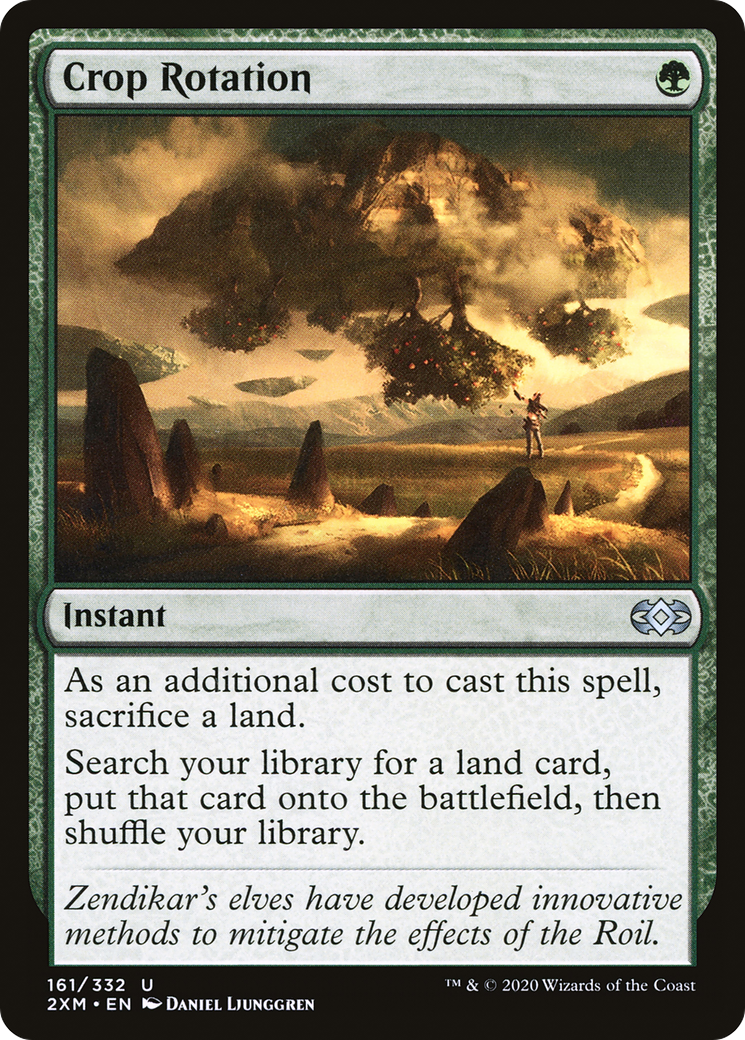 Crop Rotation
Instant
As an additional cost to cast this spell,
sacrifice a land.
Search your library for a land card,
put that card onto the battlefield, then
shuffle your library.
Zendikar's elves have developed innovative
methods to mitigate the effects of the Roil.
161/332 U
™ & © 2020 Wizards of the Coast
2XM • EN Daniel Ljunggren